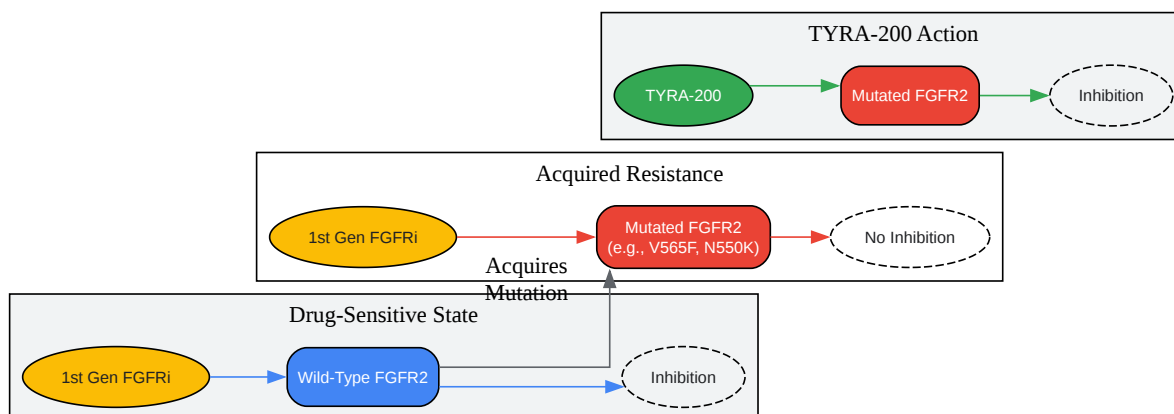 TYRA-200 Action
TYRA-200
Mutated FGFR2
Inhibition
Acquired Resistance
1st Gen FGFRi
Mutated FGFR2
(e.g., V565F, N550K)
No Inhibition
Acquires
Mutation
Drug-Sensitive State
1st Gen FGFRi
Wild-Type FGFR2
Inhibition